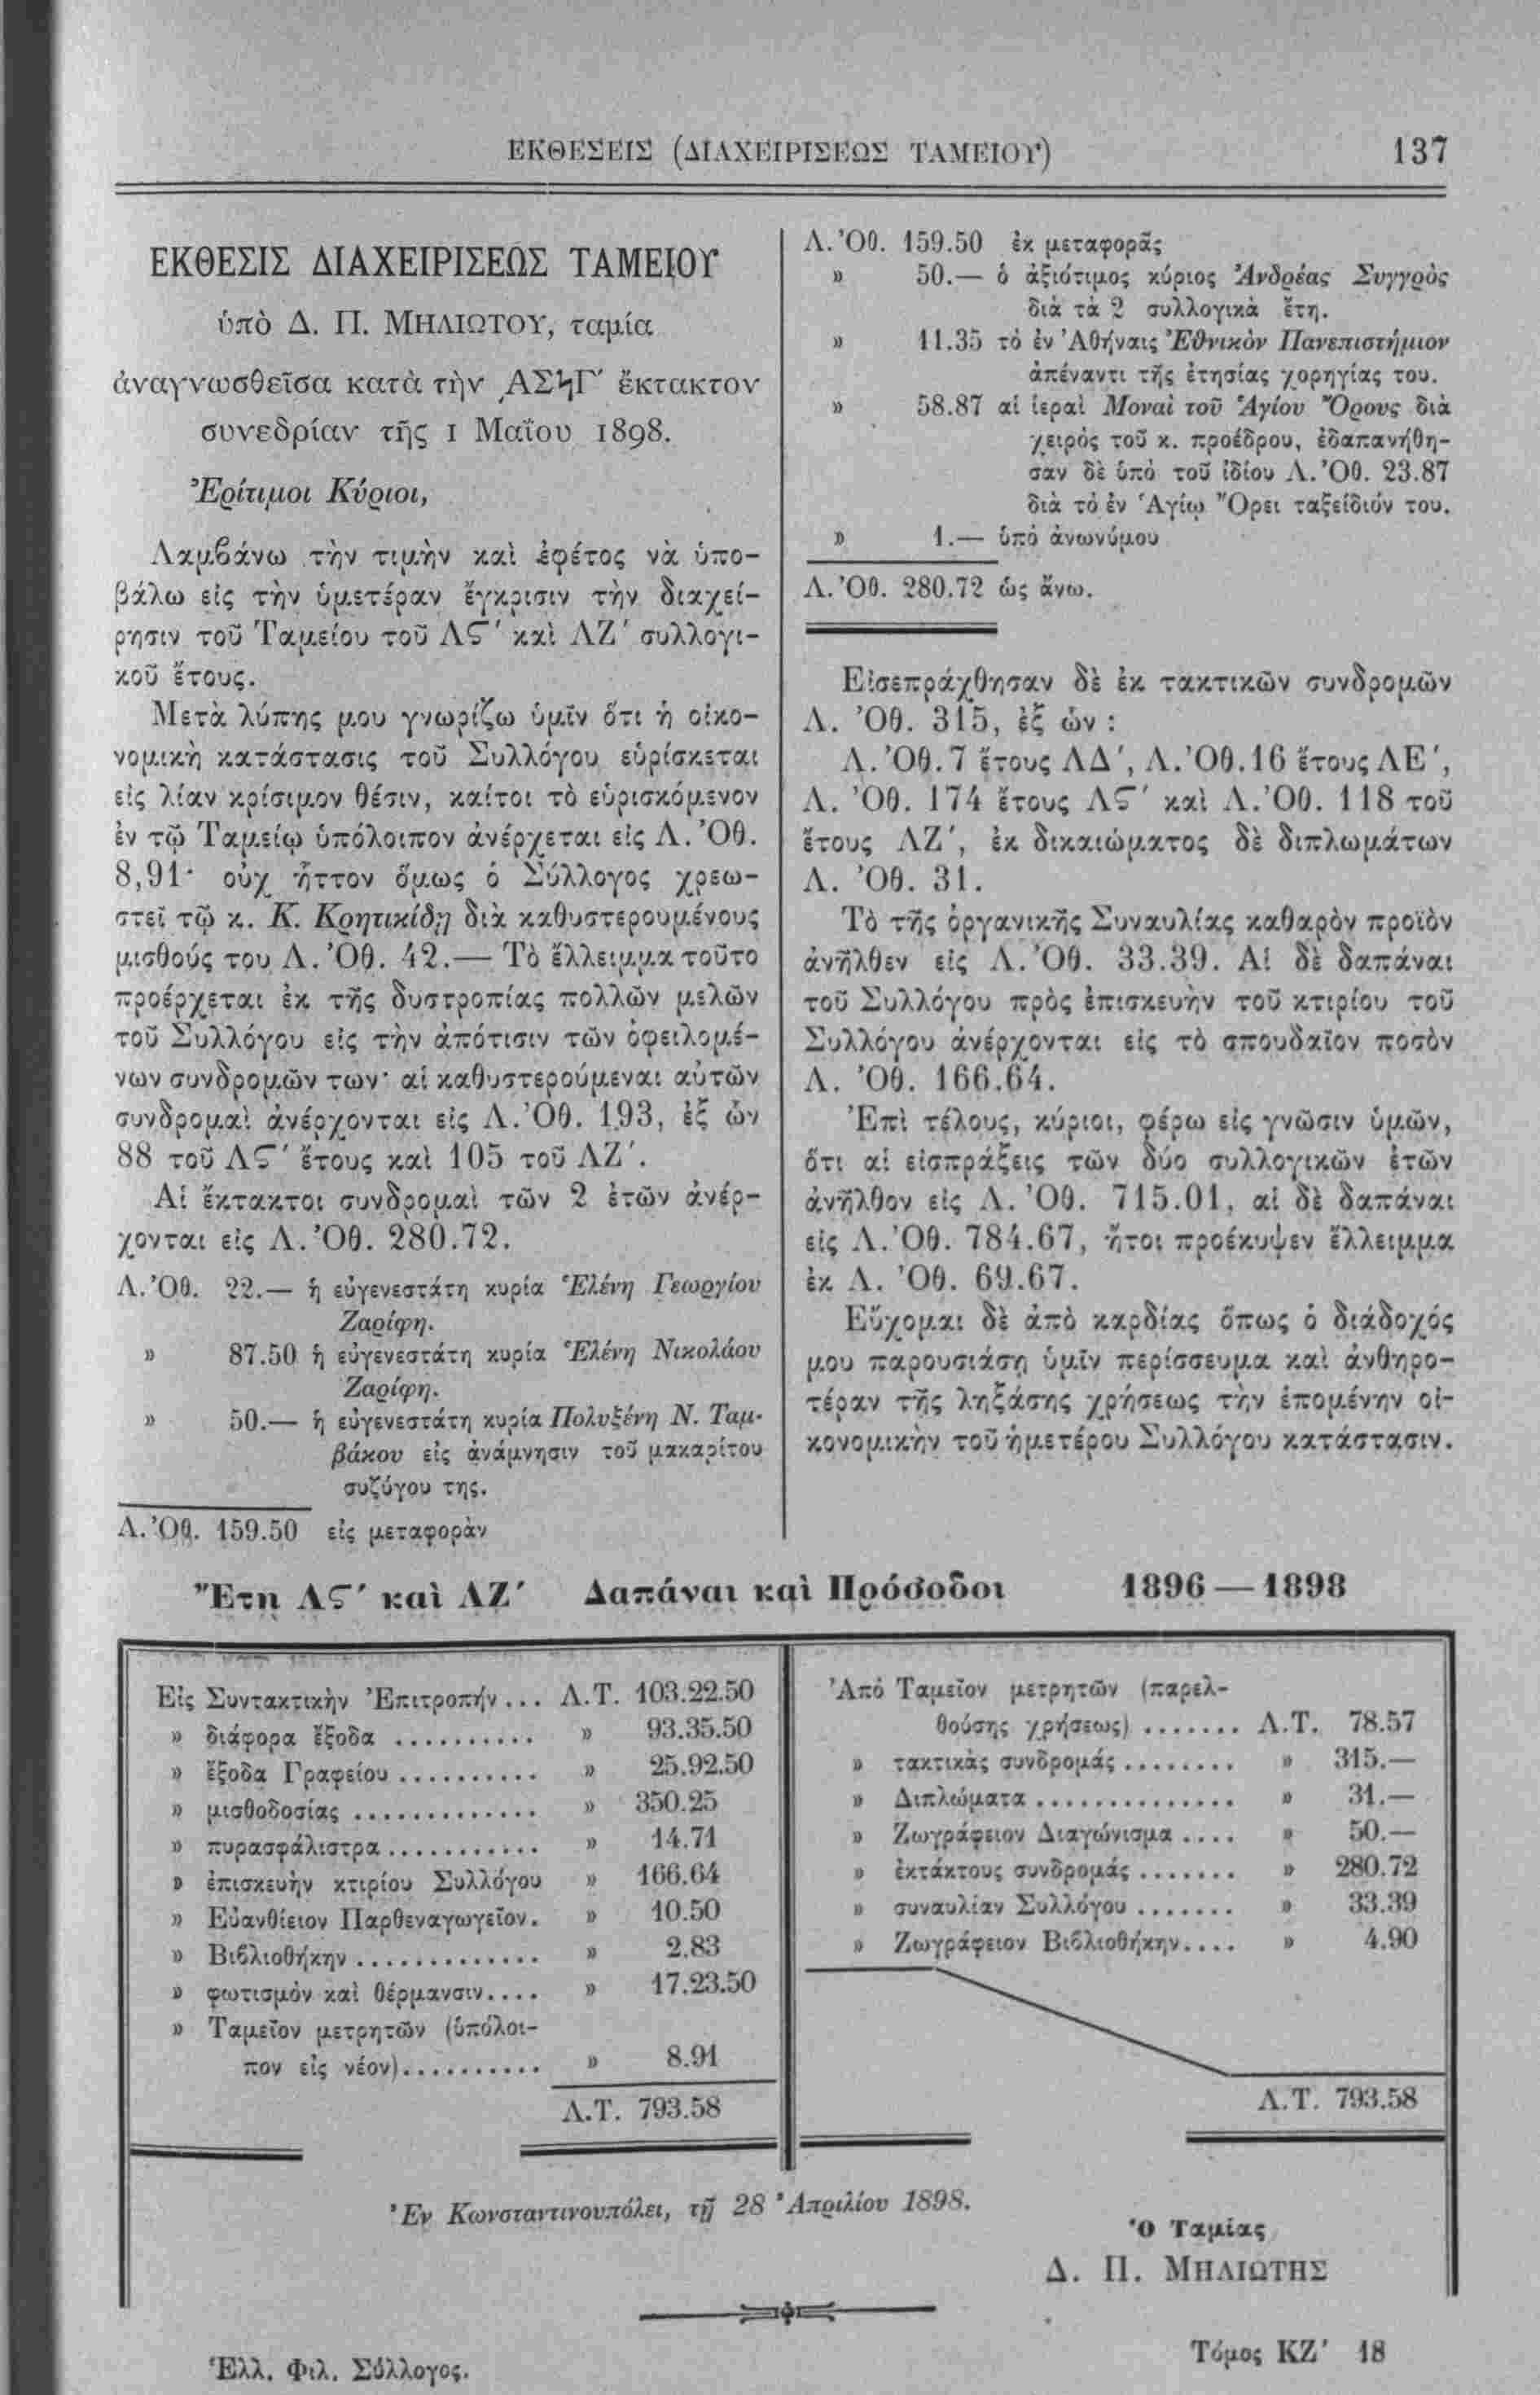 ΕΚΘΕΣΕΙΣ (ΔΙΑΧΕΙΡΙΣΕΩΣ ΤΑΜΕΙΟΥ) 137
ΕΚΘΕΣΙΣ ΔΙΑΧΕΙΡΙΣΕΩΣ ΤΑΜΕΙΟΥ
ὑπὸ Δ. Π. ΜΗΛΙΩΤΟΥ, ταμία
ἀναγνωσθεῖσα κατὰ τὴν ͵ΑΣϞΓʹ ἔκτακτον
συνεδρίαν τῆς 1 Μαΐου 1898.
Ἐρίτιμοι Κύριοι,
Λαμβάνω τὴν τιμὴν καὶ ἐφέτος νὰ ὑπο-
βάλω εἰς τὴν ὑμετέραν ἔγκρισιν τὴν διαχεί-
ρησιν τοῦ Ταμείου τοῦ ΛϚʹ καὶ ΛΖʹ συλλογι-
κοῦ ἔτους.
Μετὰ λύπης μου γνωρίζω ὑμῖν ὅτι ἡ οἰκο-
νομικὴ κατάστασις τοῦ Συλλόγου εὑρίσκεται
εἰς λίαν κρίσιμον θέσιν, καίτοι τὸ εὑρισκόμενον
ἐν τῷ Ταμείῳ ὑπόλοιπον ἀνέρχεται εἰς Λ. Ὀθ.
8,91· οὐχ ἧττον ὅμως ὁ Σύλλογος χρεω-
στεῖ τῷ κ. Κ. Κρητικίδῃ διὰ καθυστερουμένους
μισθούς του Λ. Ὀθ. 42.— Τὸ ἔλλειμμα τοῦτο
προέρχεται ἐκ τῆς δυστροπίας πολλῶν μελῶν
τοῦ Συλλόγου εἰς τὴν ἀπότισιν τῶν ὀφειλομέ-
νων συνδρομῶν των· αἱ καθυστερούμεναι αὐτῶν
συνδρομαὶ ἀνέρχονται εἰς Λ. Ὀθ. 193, ἐξ ὧν
88 τοῦ ΛϚʹ ἔτους καὶ 105 τοῦ ΛΖʹ.
Αἱ ἔκτακτοι συνδρομαὶ τῶν 2 ἐτῶν ἀνέρ-
χονται εἰς Λ. Ὀθ. 280.72.
Λ. Ὀθ. 22.— ἡ εὐγενεστάτη κυρία Ἑλένη Γεωργίου
Ζαρίφη.
» 87.50 ἡ εὐγενεστάτη κυρία Ἑλένη Νικολάου
Ζαρίφη.
» 50.— ἡ εὐγενεστάτη κυρία Πολυξένη Ν. Ταμ-
βάκου εἰς ἀνάμνησιν τοῦ μακαρίτου
συζύγου της.
Λ. Ὀθ. 159.50 εἰς μεταφορὰν
Λ. Ὀθ. 159.50 ἐκ μεταφορᾶς
» 50.— ὁ ἀξιότιμος κύριος Ἀνδρέας Συγγρὸς
διὰ τὰ 2 συλλογικὰ ἔτη.
» 11.35 τὸ ἐν Ἀθήναις Ἐθνικὸν Πανεπιστήμιον
ἀπέναντι τῆς ἐτησίας χορηγίας του.
» 58.87 αἱ ἱεραὶ Μοναὶ τοῦ Ἁγίου Ὄρους διὰ
χειρὸς τοῦ κ. προέδρου, ἐδαπανήθη-
σαν δὲ ὑπὸ τοῦ ἰδίου Λ. Ὀθ. 23.87
διὰ τὸ ἐν Ἁγίῳ Ὄρει ταξείδιόν του.
» 1.— ὑπὸ ἀνωνύμου
Λ. Ὀθ. 280.72 ὡς ἄνω.
Εἰσεπράχθησαν δὲ ἐκ τακτικῶν συνδρομῶν
Λ. Ὀθ. 315, ἐξ ὧν :
Λ. Ὀθ. 7 ἔτους ΛΔʹ, Λ. Ὀθ. 16 ἔτους ΛΕʹ,
Λ. Ὀθ. 174 ἔτους ΛϚʹ καὶ Λ. Ὀθ. 118 τοῦ
ἔτους ΛΖʹ, ἐκ δικαιώματος δὲ διπλωμάτων
Λ. Ὀθ. 31.
Τὸ τῆς ὀργανικῆς Συναυλίας καθαρὸν προϊὸν
ἀνῆλθεν εἰς Λ. Ὀθ. 33.39. Αἱ δὲ δαπάναι
τοῦ Συλλόγου πρὸς ἐπισκευὴν τοῦ κτιρίου τοῦ
Συλλόγου ἀνέρχονται εἰς τὸ σπουδαῖον ποσὸν
Λ. Ὀθ. 166.64.
Ἐπὶ τέλους, κύριοι, φέρω εἰς γνῶσιν ὑμῶν,
ὅτι αἱ εἰσπράξεις τῶν δύο συλλογικῶν ἐτῶν
ἀνῆλθον εἰς Λ. Ὀθ. 715.01, αἱ δὲ δαπάναι
εἰς Λ. Ὀθ. 784.67, ἤτοι προέκυψεν ἔλλειμμα
ἐκ Λ. Ὀθ. 69.67.
Εὔχομαι δὲ ἀπὸ καρδίας ὅπως ὁ διάδοχός
μου παρουσιάσῃ ὑμῖν περίσσευμα καὶ ἀνθηρο-
τέραν τῆς ληξάσης χρήσεως τὴν ἑπομένην οἰ-
κονομικὴν τοῦ ἡμετέρου Συλλόγου κατάστασιν.
Ἔτη ΛϚʹ καὶ ΛΖʹ Δαπάναι καὶ Πρόσοδοι 1896 — 1898
Εἰς Συντακτικὴν Ἐπιτροπήν... Λ.Τ. 103.22.50
» διάφορα ἔξοδα .......... » 93.35.50
» ἔξοδα Γραφείου .......... » 25.92.50
» μισθοδοσίας ............. » 350.25
» πυρασφάλιστρα ........... » 14.71
» ἐπισκευὴν κτιρίου Συλλόγου » 166.64
» Εὐανθίειον Παρθεναγωγεῖον. » 10.50
» Βιβλιοθήκην ............. » 2.83
» φωτισμὸν καὶ θέρμανσιν.... » 17.23.50
» Ταμεῖον μετρητῶν (ὑπόλοι-
πον εἰς νέον).......... » 8.91
Λ.Τ. 793.58
Ἀπὸ Ταμεῖον μετρητῶν (παρελ-
θούσης χρήσεως) ....... Λ.Τ. 78.57
» τακτικὰς συνδρομάς ........ » 315.—
» Διπλώματα .............. » 31.—
» Ζωγράφειον Διαγώνισμα .... » 50.—
» ἐκτάκτους συνδρομάς ....... » 280.72
» συναυλίαν Συλλόγου ....... » 33.39
» Ζωγράφειον Βιβλιοθήκην.... » 4.90
Λ.Τ. 793.58
Ἐν Κωνσταντινουπόλει, τῇ 28 Ἀπριλίου 1898.
Ὁ Ταμίας
Δ. Π. ΜΗΛΙΩΤΗΣ
Ἑλλ. Φιλ. Σύλλογος. Τόμος ΚΖʹ 18